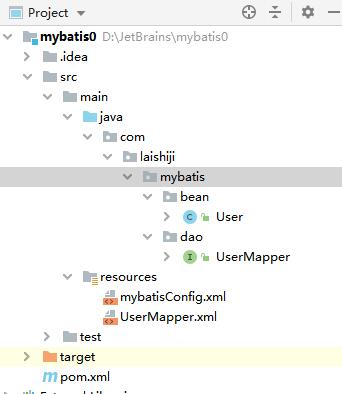 Project
mybatis0 D:\JetBrains\mybatis0
.idea
src
main
java
com
laishiji
mybatis
bean
C User
dao
I UserMapper
resources
mybatisConfig.xml
UserMapper.xml
test
target
m pom.xml